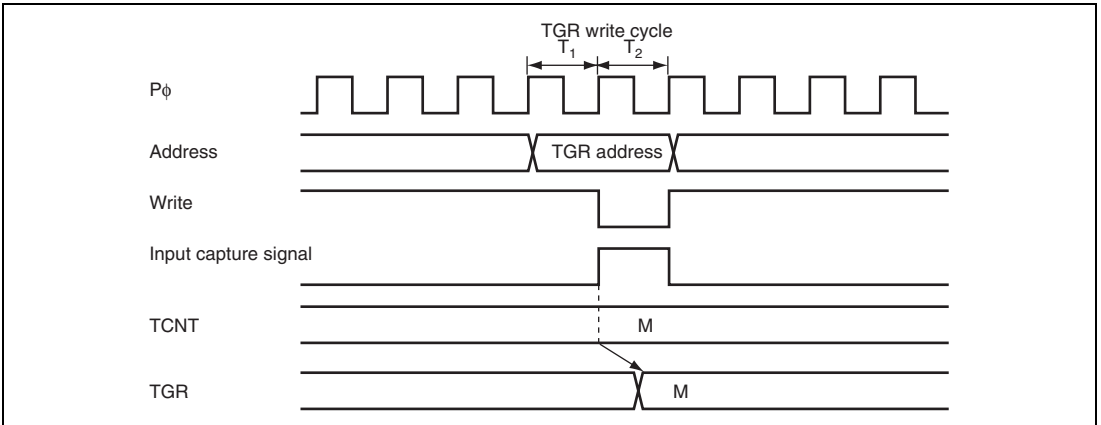 TGR write cycle
T1 T2
Pϕ
Address TGR address
Write
Input capture signal
TCNT M
TGR M